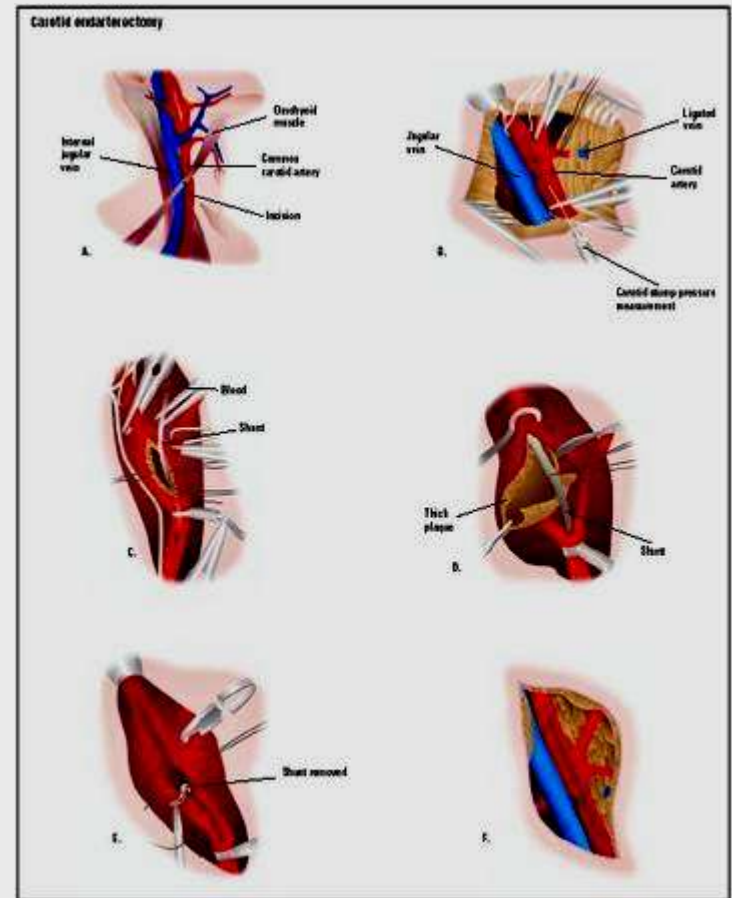 Carotid endarterectomy
Omohyoid
muscle
Internal
jugular
vein
Common
carotid artery
Incision
A.
Ligated
vein
Jugular
vein
Carotid
artery
B.
Carotid stump pressure
measurement
Blood
Shunt
C.
Thick
plaque
Shunt
D.
Shunt removed
E.
F.